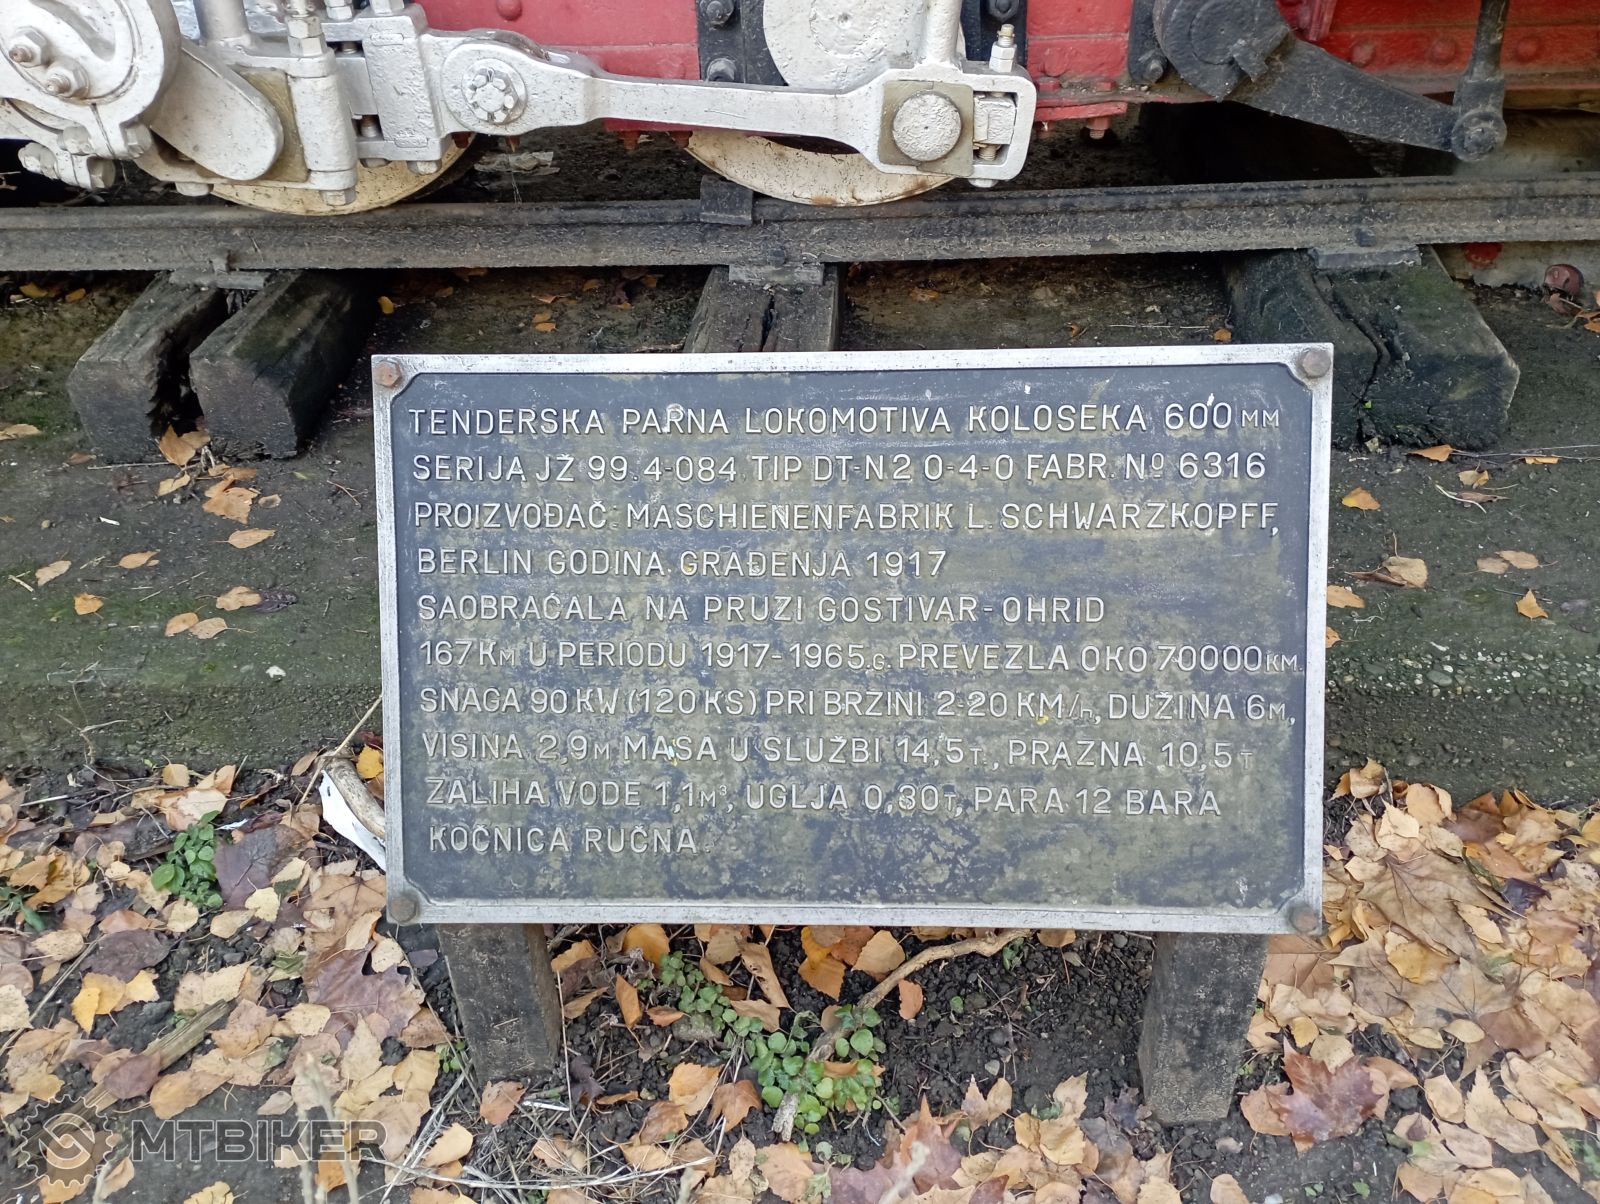 TENDERSKA PARNA LOKOMOTIVA KOLOSEKA 600 MM
SERIJA JŽ 99.4-084 TIP DT-N2 0-4-0 FABR. Nº 6316
PROIZVOĐAČ: MASCHIENENFABRIK L. SCHWARZKOPFF,
BERLIN GODINA GRAĐENJA 1917
SAOBRAĆALA NA PRUZI GOSTIVAR-OHRID
167 KM U PERIODU 1917-1965.G. PREVEZLA OKO 70000 KM.
SNAGA 90 KW (120 KS) PRI BRZINI 2-20 KM/h, DUŽINA 6M,
VISINA 2,9M MASA U SLUŽBI 14,5T., PRAZNA 10,5T
ZALIHA VODE 1,1M³, UGLJA 0,30T, PARA 12 BARA
KOČNICA RUČNA.
MTBIKER